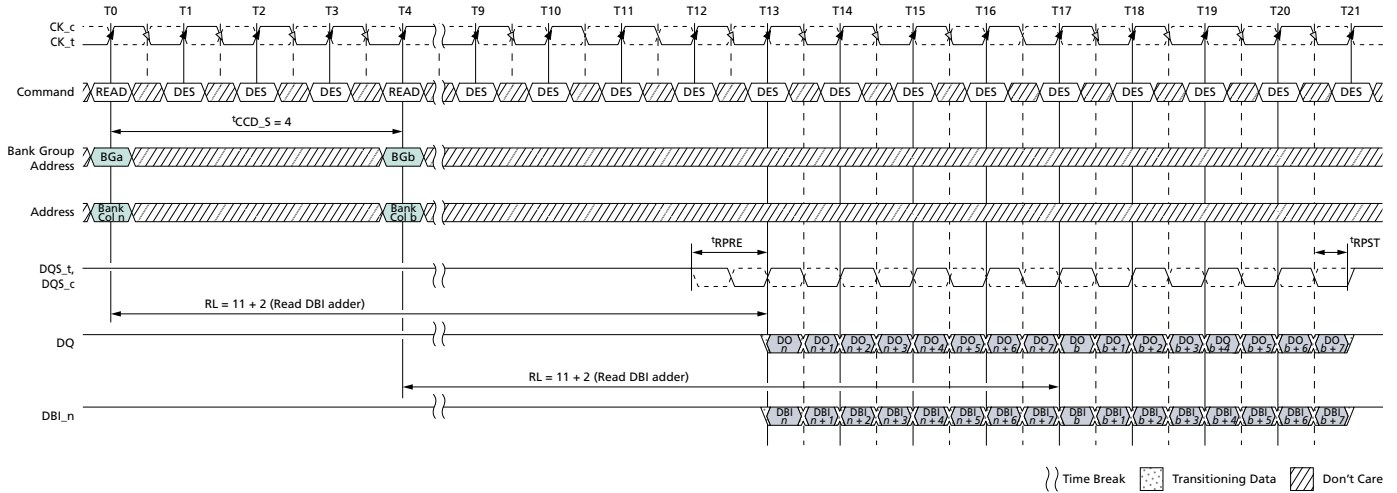 T0 T1 T2 T3 T4 T9 T10 T11 T12 T13 T14 T15 T16 T17 T18 T19 T20 T21
CK_c
CK_t
Command READ DES DES DES READ DES DES DES DES DES DES DES DES DES DES DES DES DES
tCCD_S = 4
Bank Group
Address
BGa BGb
Address
Bank
Col n
Bank
Col b
tRPRE tRPST
DQS_t,
DQS_c
RL = 11 + 2 (Read DBI adder)
DQ
DO DO DO DO DO DO DO DO DO DO DO DO DO DO DO DO
n n + 1 n + 2 n + 3 n + 4 n + 5 n + 6 n + 7 b b + 1 b + 2 b + 3 b + 4 b + 5 b + 6 b + 7
RL = 11 + 2 (Read DBI adder)
DBI_n
DBI DBI DBI DBI DBI DBI DBI DBI DBI DBI DBI DBI DBI DBI DBI DBI
n n + 1 n + 2 n + 3 n + 4 n + 5 n + 6 n + 7 b b + 1 b + 2 b + 3 b + 4 b + 5 b + 6 b + 7
Time Break Transitioning Data Don't Care